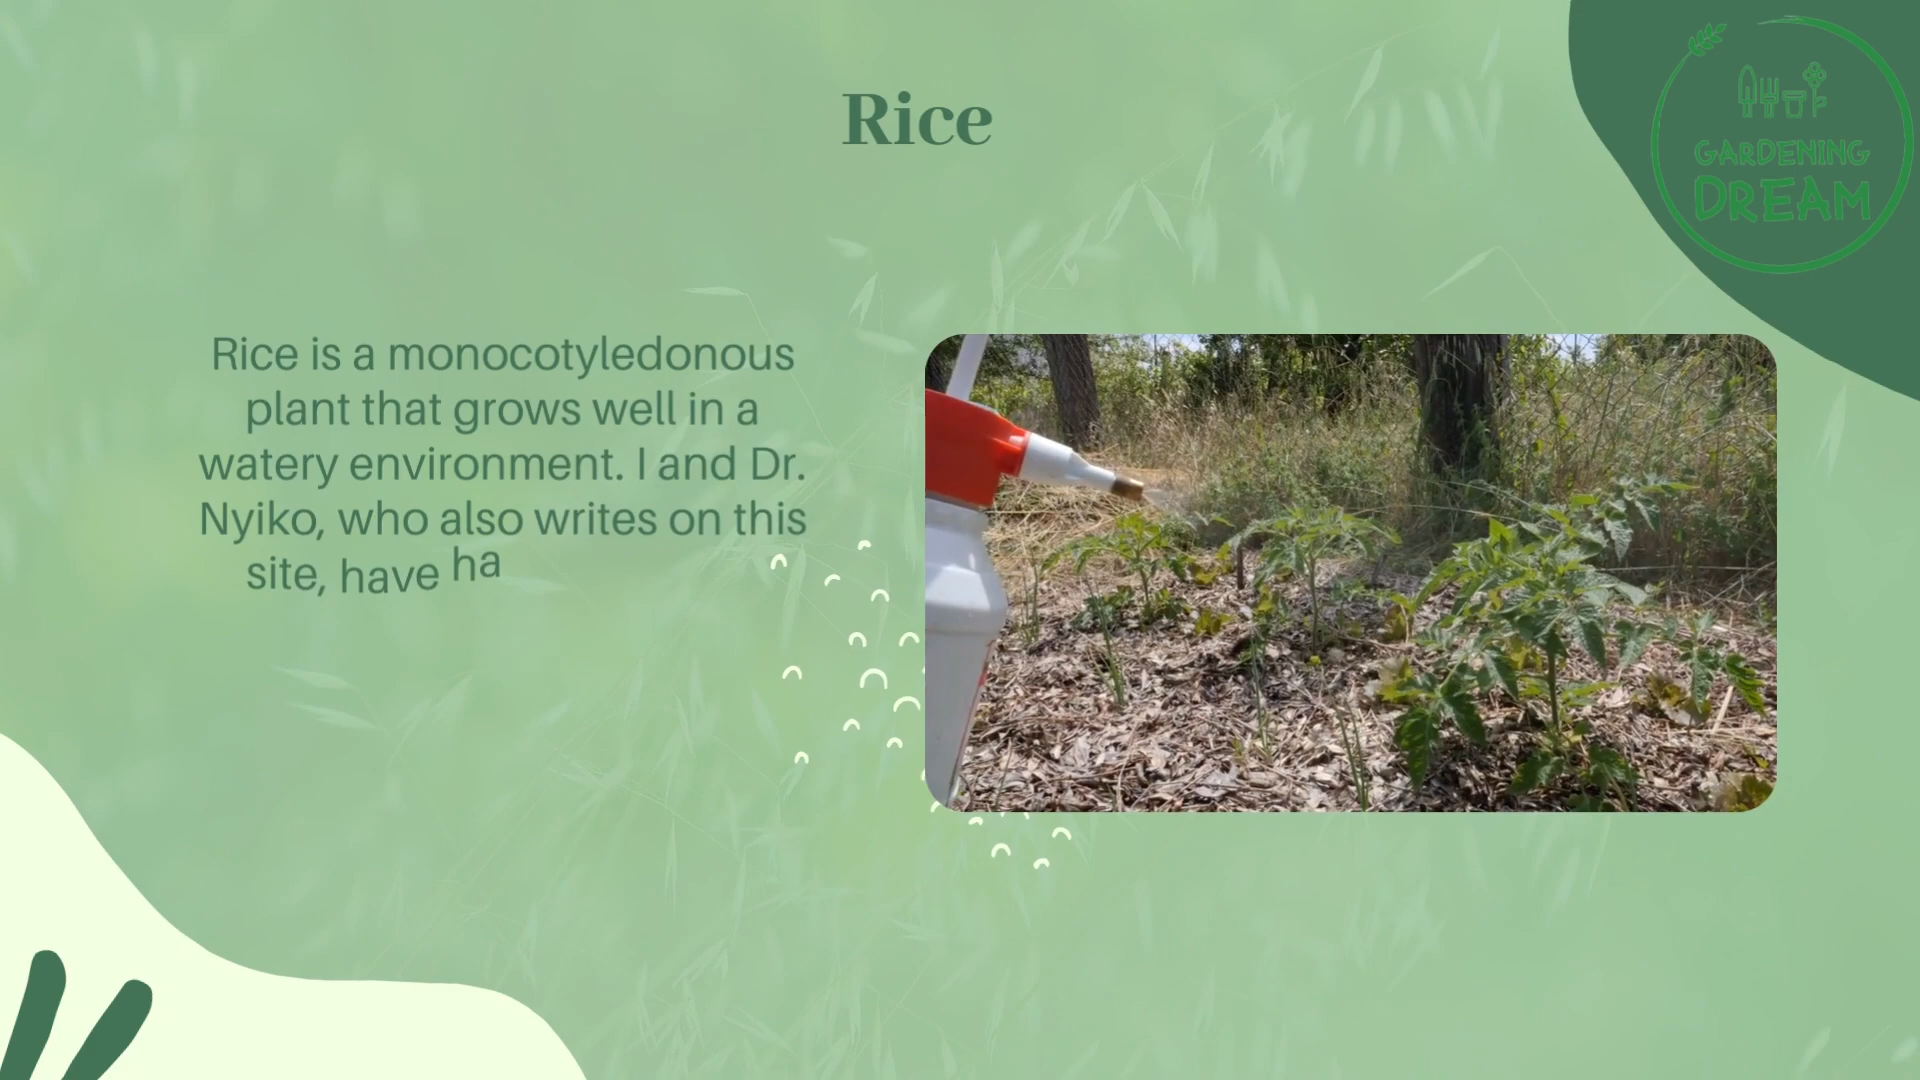 Rice
GARDENING
DREAM
Rice is a monocotyledonous
plant that grows well in a
watery environment. I and Dr.
Nyiko, who also writes on this
site, have ha